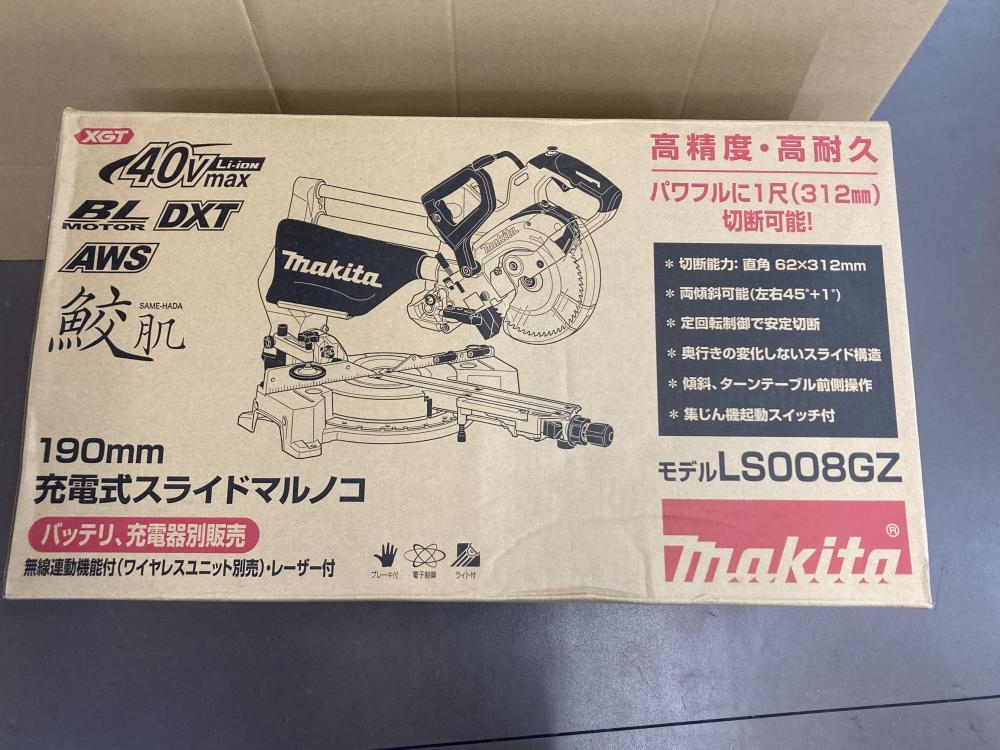 XGT
40Vmax Li-ion
BL MOTOR
DXT
AWS
鮫肌
SAME-HADA
makita
makita
190mm
充電式スライドマルノコ
バッテリ、充電器別販売
無線連動機能付(ワイヤレスユニット別売)・レーザー付
ブレーキ付
電子制御
ライト付
高精度・高耐久
パワフルに1尺(312mm)
切断可能!
* 切断能力: 直角 62×312mm
* 両傾斜可能(左右45°+1°)
* 定回転制御で安定切断
* 奥行きの変化しないスライド構造
* 傾斜、ターンテーブル前側操作
* 集じん機起動スイッチ付
モデルLS008GZ
makita®